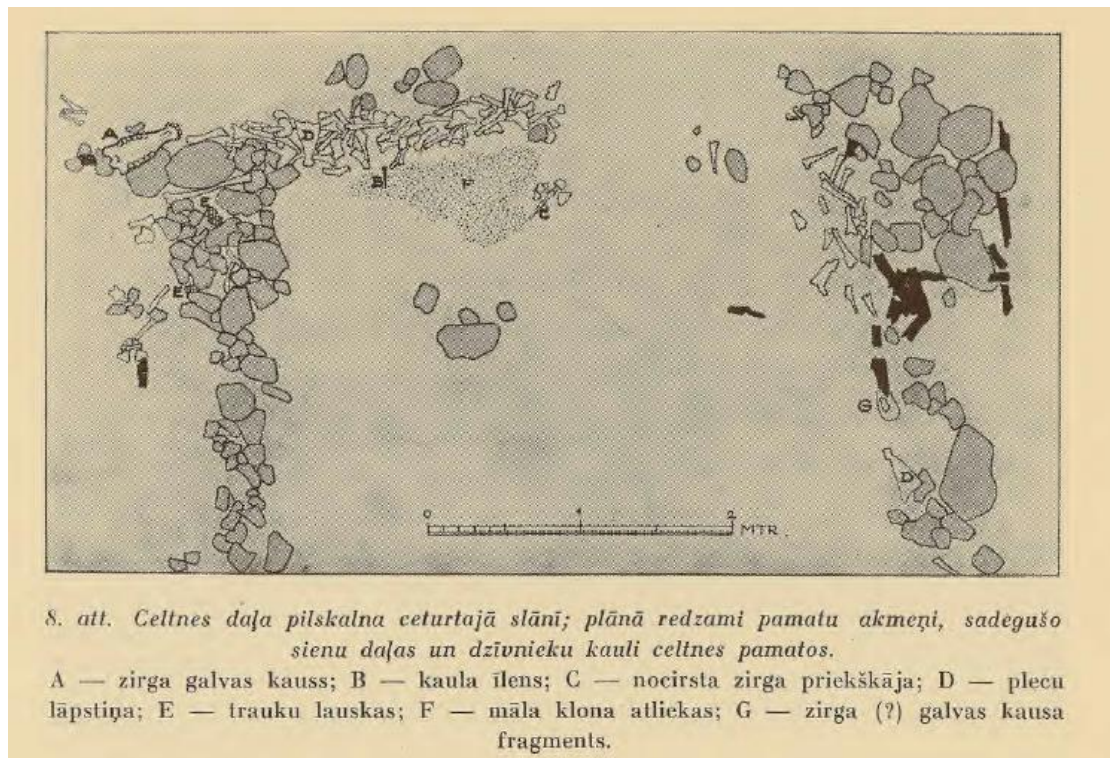 A
D
B
F
C
E
E
G
D
0 1 2 MTR.
8. att. Celtnes daļa pilskalna ceturtajā slānī; plānā redzami pamatu akmeņi, sadegušo
sienu daļas un dzīvnieku kauli celtnes pamatos.
A — zirga galvas kauss; B — kaula īlens; C — nocirsta zirga priekškāja; D — plecu
lāpstiņa; E — trauku lauskas; F — māla klona atliekas; G — zirga (?) galvas kausa
fragments.